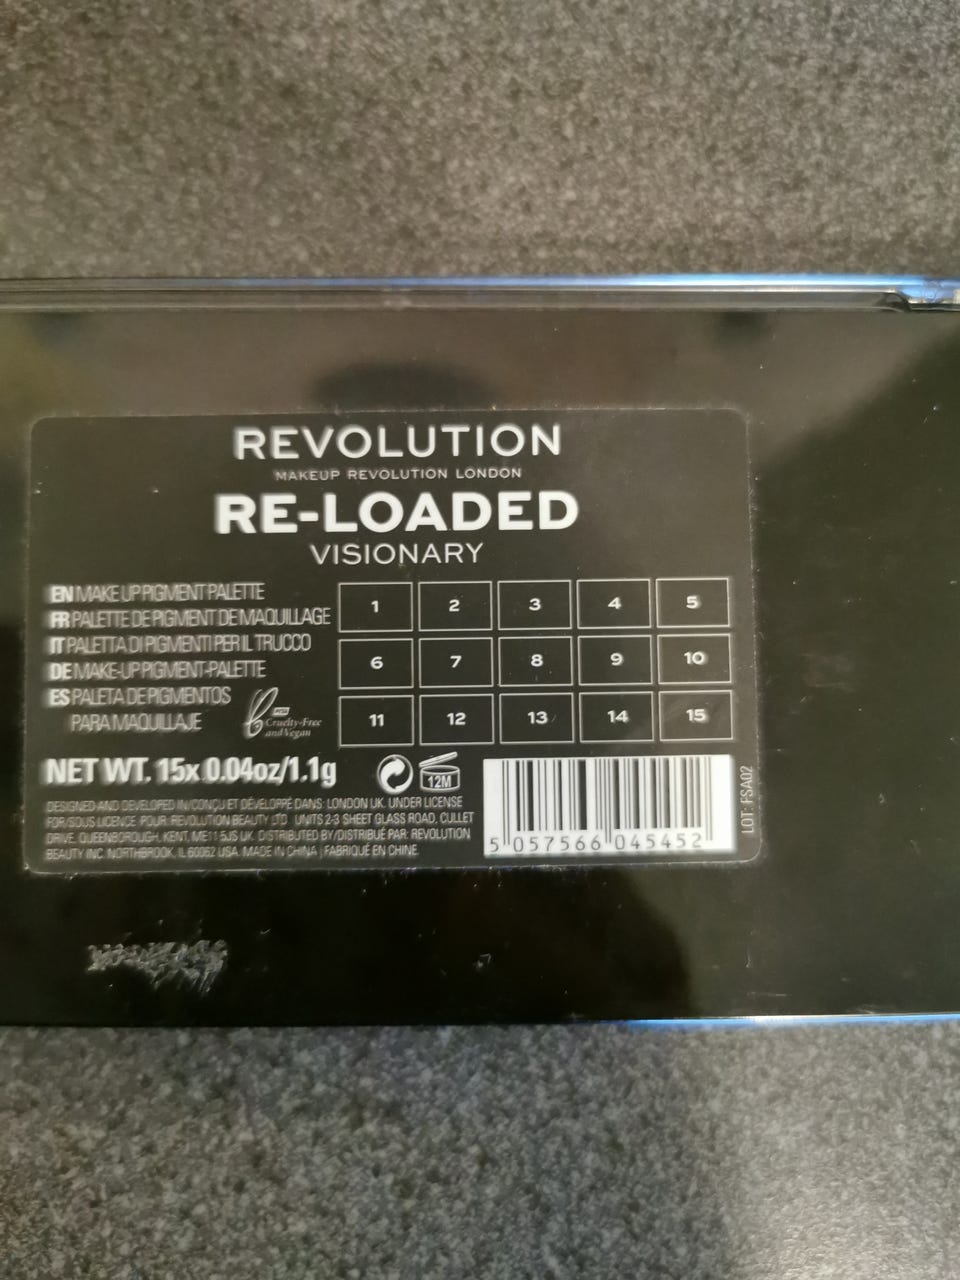 REVOLUTION
MAKEUP REVOLUTION LONDON
RE-LOADED
VISIONARY
EN MAKE UP PIGMENT PALETTE
FR PALETTE DE PIGMENT DE MAQUILLAGE
IT PALETTA DI PIGMENTI PER IL TRUCCO
DE MAKE-UP PIGMENT-PALETTE
ES PALETA DE PIGMENTOS
PARA MAQUILLAJE
Cruelty-Free
and Vegan
1 2 3 4 5
6 7 8 9 10
11 12 13 14 15
NET WT. 15x 0.04oz/1.1g
12M
DESIGNED AND DEVELOPED IN/CONÇU ET DÉVELOPPÉ DANS: LONDON UK. UNDER LICENSE
FOR/SOUS LICENCE POUR: REVOLUTION BEAUTY LTD UNITS 2-3 SHEET GLASS ROAD, CULLET
DRIVE, QUEENBOROUGH, KENT, ME11 5JS UK. DISTRIBUTED BY/DISTRIBUÉ PAR: REVOLUTION
BEAUTY INC. NORTHBROOK, IL 60062 USA. MADE IN CHINA | FABRIQUÉ EN CHINE.
5 057566 045452
LOT: FSA02